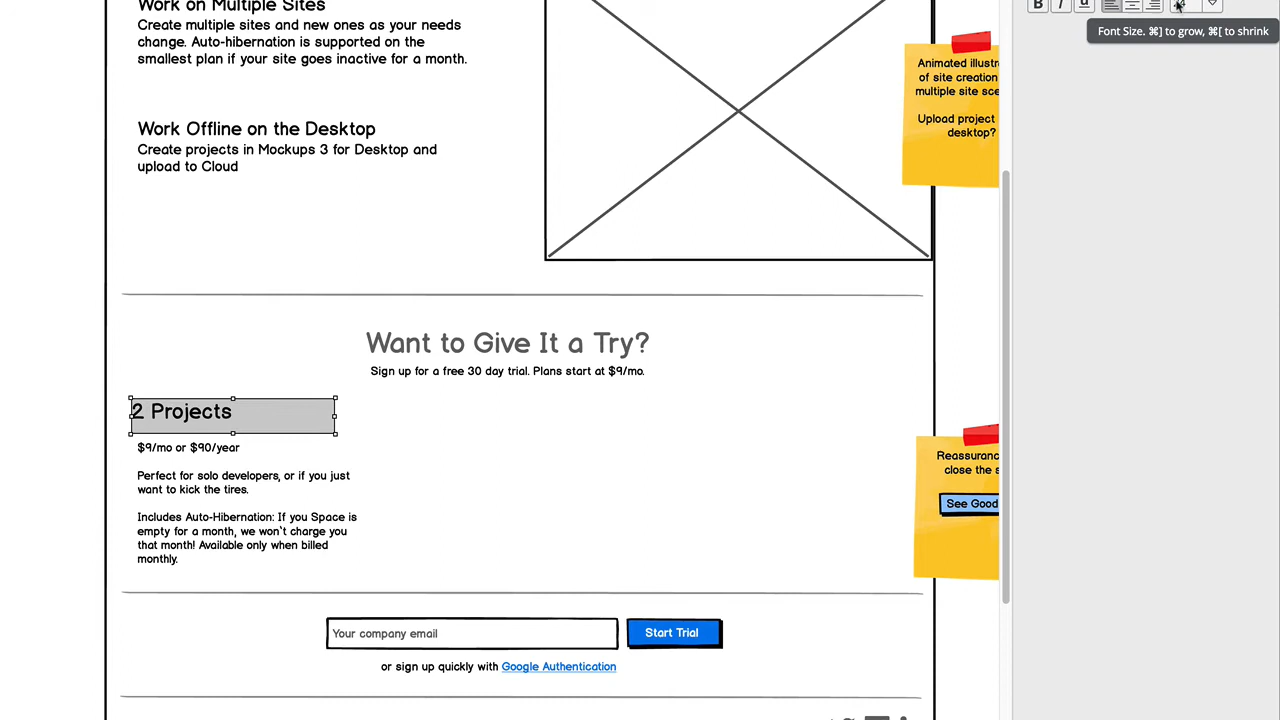 Work on Multiple Sites
Create multiple sites and new ones as your needs
change. Auto-hibernation is supported on the
smallest plan if your site goes inactive for a month.
Work Offline on the Desktop
Create projects in Mockups 3 for Desktop and
upload to Cloud
B I u
Font Size. ⌘] to grow, ⌘[ to shrink
Animated illustr
of site creation
multiple site sce
Upload project
desktop?
Want to Give It a Try?
Sign up for a free 30 day trial. Plans start at $9/mo.
2 Projects
$9/mo or $90/year
Perfect for solo developers, or if you just
want to kick the tires.
Includes Auto-Hibernation: If you Space is
empty for a month, we won't charge you
that month! Available only when billed
monthly.
Reassuranc
close the s
See Good
Your company email
Start Trial
or sign up quickly with Google Authentication